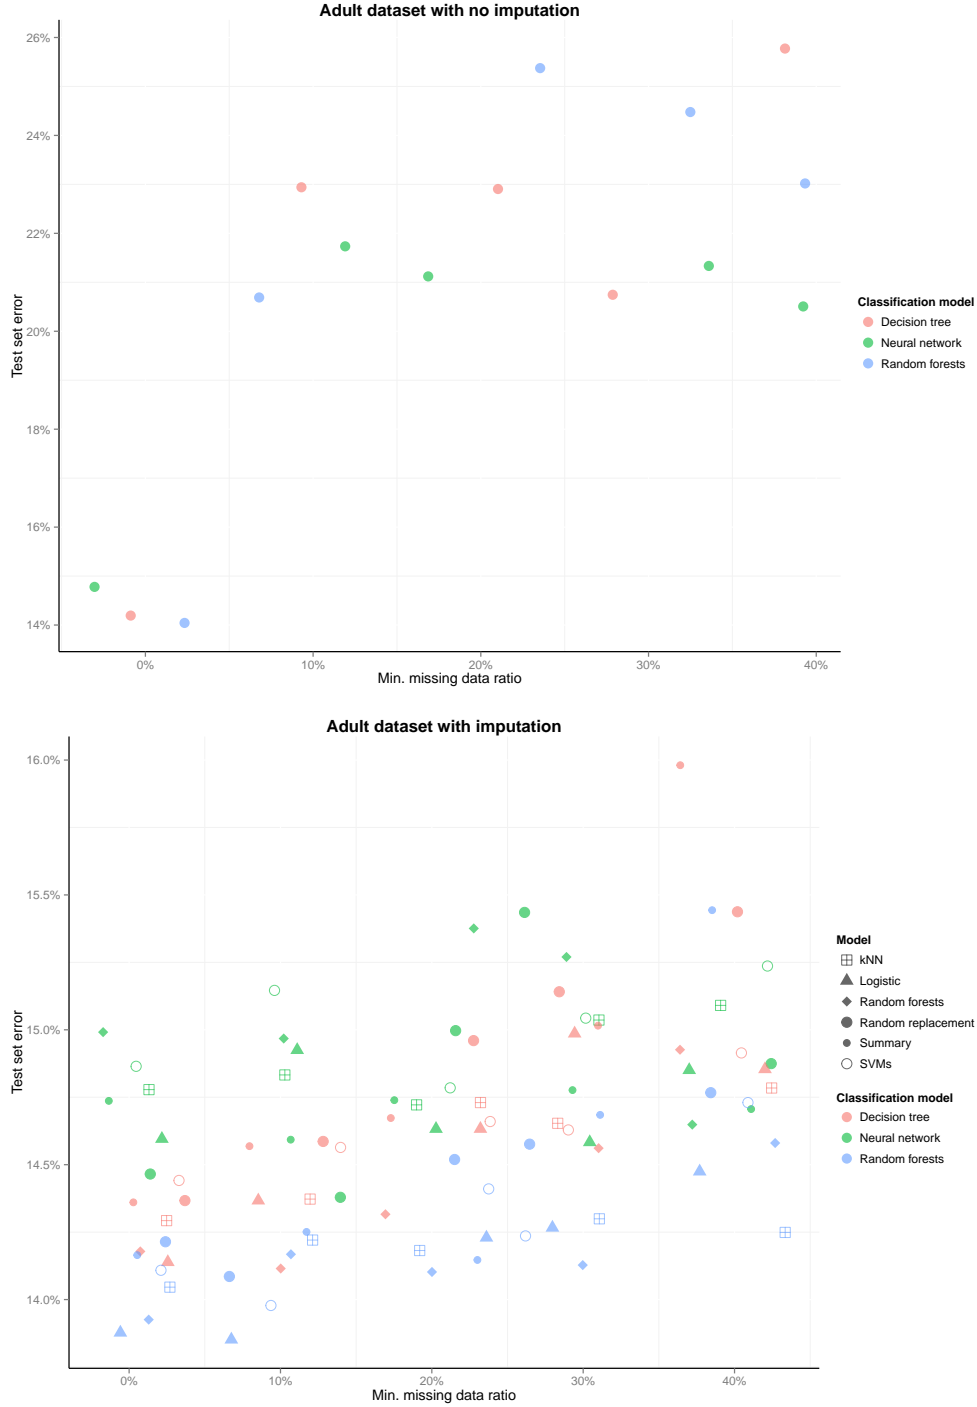 Adult dataset with no imputation
26%
24%
22%
20%
18%
16%
14%
Test set error
0%
10%
20%
30%
40%
Min. missing data ratio
Classification model
Decision tree
Neural network
Random forests
Adult dataset with imputation
16.0%
15.5%
15.0%
14.5%
14.0%
Test set error
0%
10%
20%
30%
40%
Min. missing data ratio
Model
kNN
Logistic
Random forests
Random replacement
Summary
SVMs
Classification model
Decision tree
Neural network
Random forests